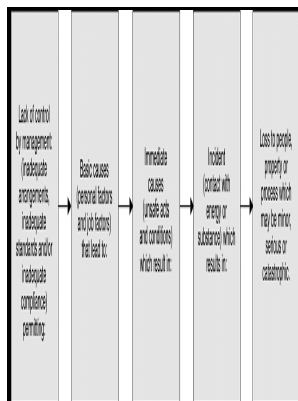 Lack of control
by management
(inadequate
arrangements,
inadequate
standards and/or
inadequate
compliance)
permitting:
Basic causes
(personal factors
and job factors)
that lead to:
Immediate
causes
(unsafe acts
and conditions)
which result in:
Incident
(contact with
energy or
substance) which
results in:
Loss to people,
property or
process which
may be minor,
serious or
catastrophic.